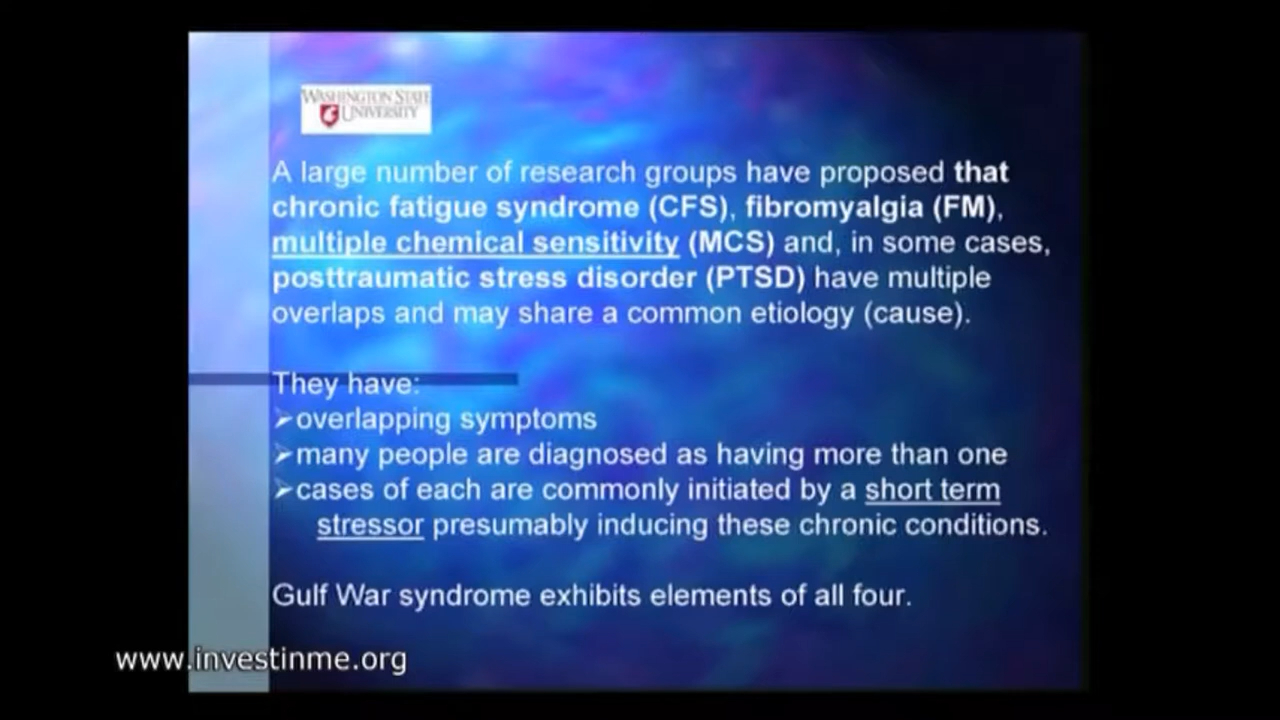 WASHINGTON STATE
UNIVERSITY
A large number of research groups have proposed that
chronic fatigue syndrome (CFS), fibromyalgia (FM),
multiple chemical sensitivity (MCS) and, in some cases,
posttraumatic stress disorder (PTSD) have multiple
overlaps and may share a common etiology (cause).
They have:
➢overlapping symptoms
➢many people are diagnosed as having more than one
➢cases of each are commonly initiated by a short term
stressor presumably inducing these chronic conditions.
Gulf War syndrome exhibits elements of all four.
www.investinme.org